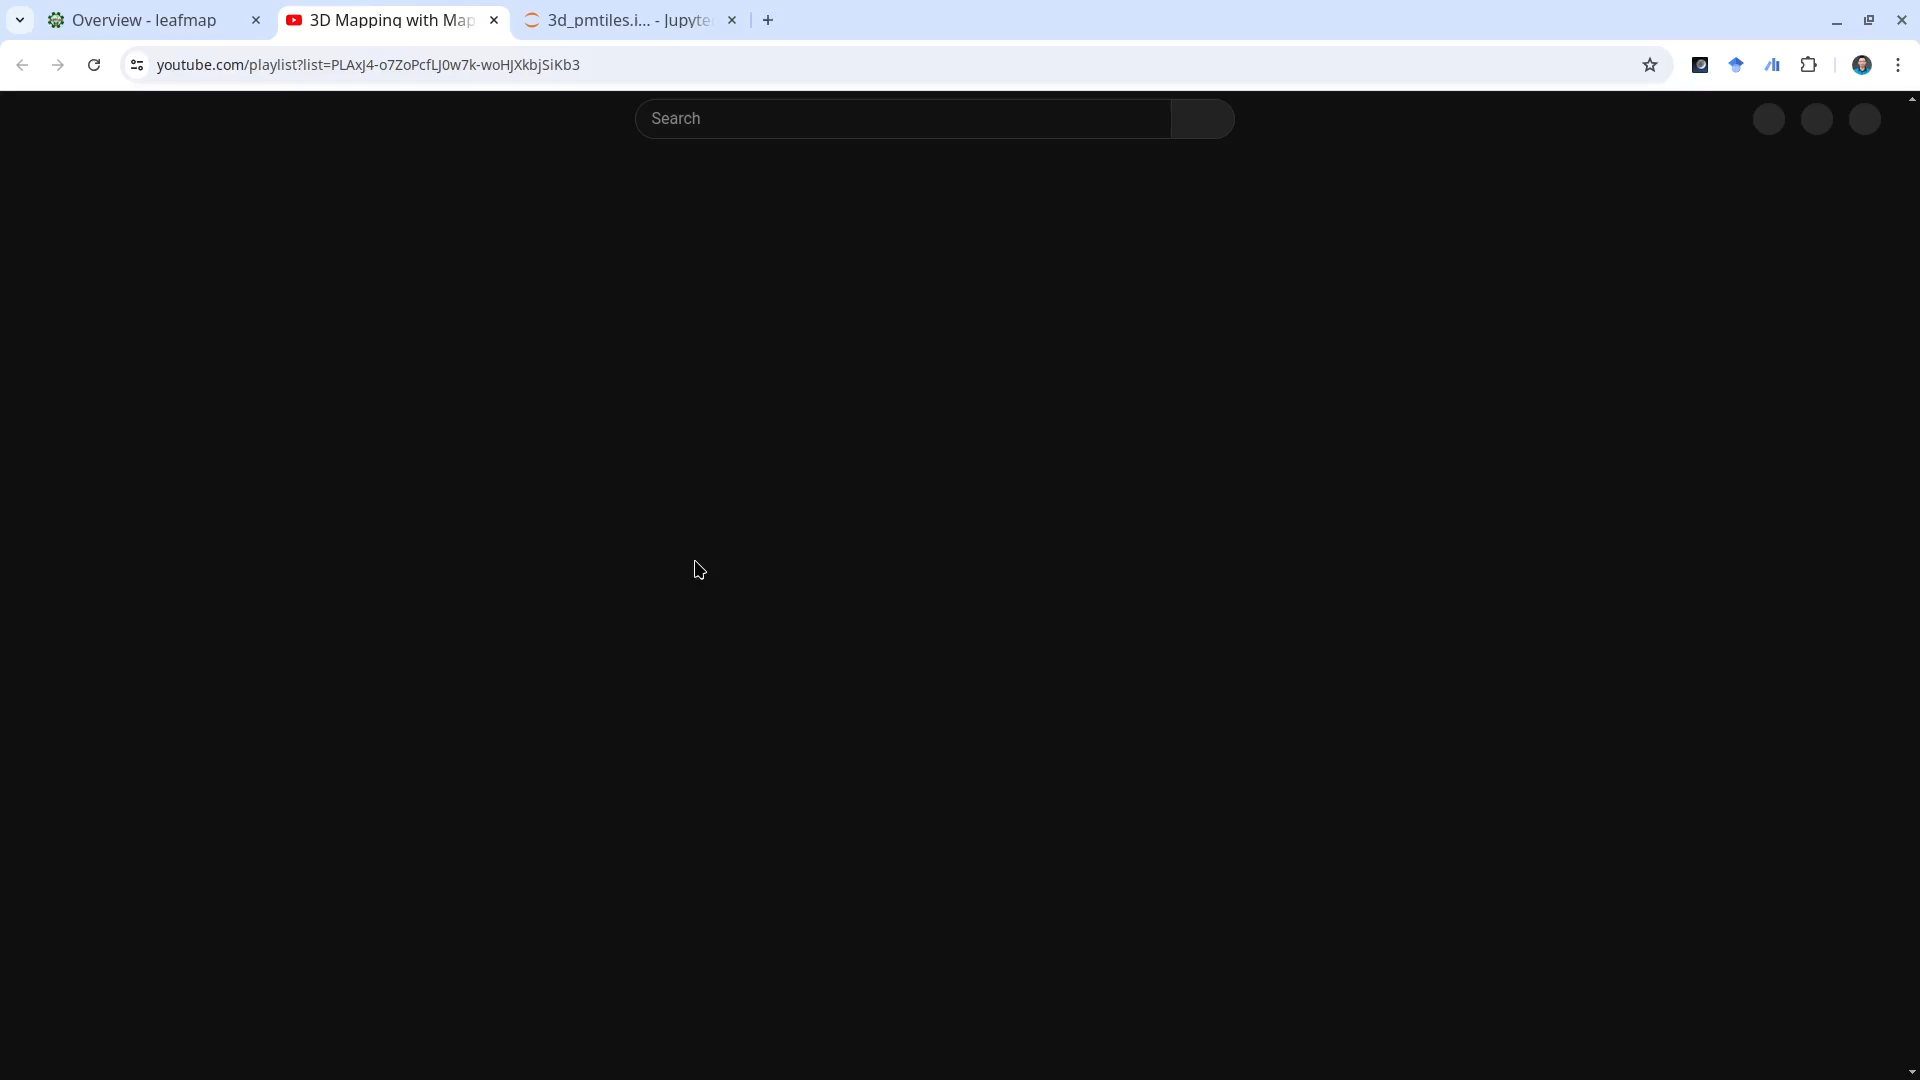 Overview - leafmap
3D Mapping with Map
3d_pmtiles.i... - Jupyte
youtube.com/playlist?list=PLAxJ4-o7ZoPcfLJ0w7k-woHJXkbjSiKb3
Search